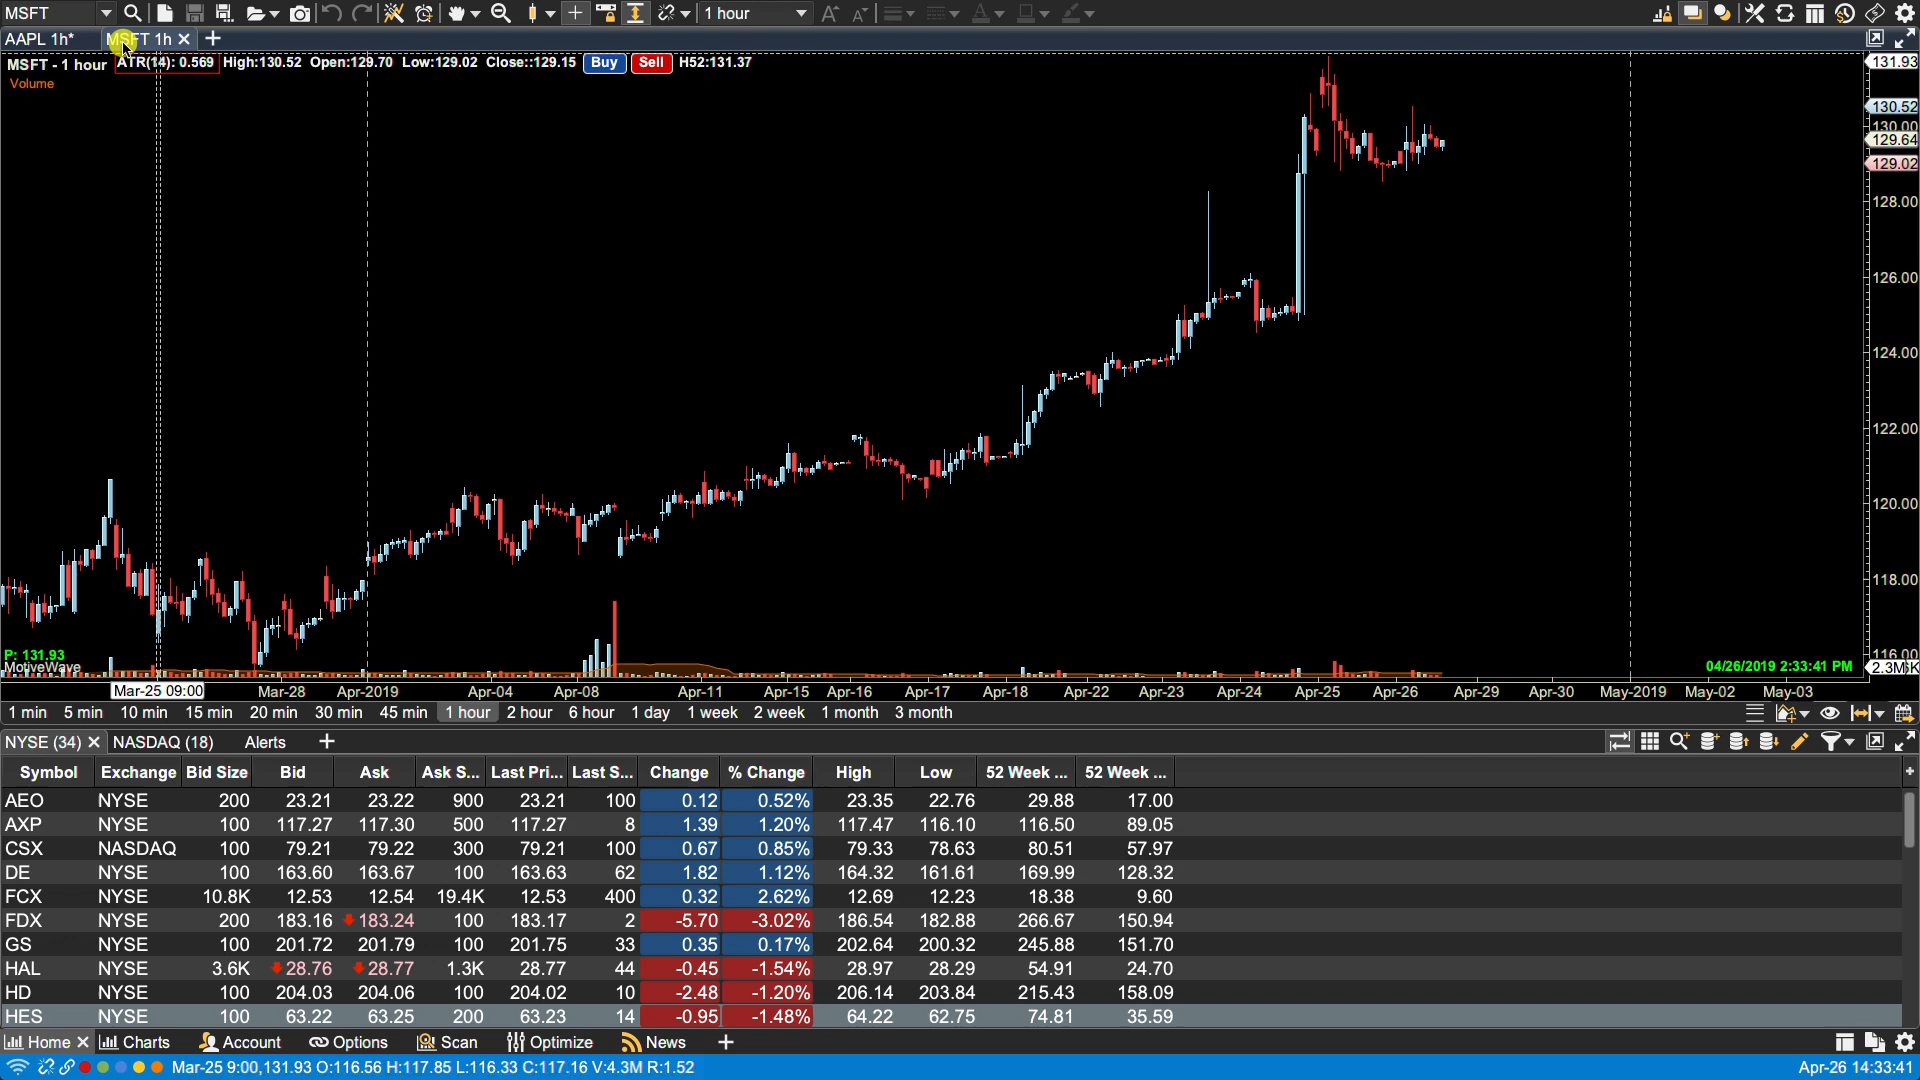 MSFT 1 hour
AAPL 1h* MSFT 1h
MSFT - 1 hour ATR(14): 0.569 High:130.52 Open:129.70 Low:129.02 Close::129.15 Buy Sell H52:131.37
Volume
131.93
130.52
130.00
129.64
129.02
128.00
126.00
124.00
122.00
120.00
118.00
116.00
P: 131.93
MotiveWave
04/26/2019 2:33:41 PM
Mar-25 09:00 Mar-28 Apr-2019 Apr-04 Apr-08 Apr-11 Apr-15 Apr-16 Apr-17 Apr-18 Apr-22 Apr-23 Apr-24 Apr-25 Apr-26 Apr-29 Apr-30 May-2019 May-02 May-03
1 min 5 min 10 min 15 min 20 min 30 min 45 min 1 hour 2 hour 6 hour 1 day 1 week 2 week 1 month 3 month
NYSE (34) NASDAQ (18) Alerts
Symbol Exchange Bid Size Bid Ask Ask S... Last Pri... Last S... Change % Change High Low 52 Week ... 52 Week ...
AEO NYSE 200 23.21 23.22 900 23.21 100 0.12 0.52% 23.35 22.76 29.88 17.00
AXP NYSE 100 117.27 117.30 500 117.27 8 1.39 1.20% 117.47 116.10 116.50 89.05
CSX NASDAQ 100 79.21 79.22 300 79.21 100 0.67 0.85% 79.33 78.63 80.51 57.97
DE NYSE 100 163.60 163.67 100 163.63 62 1.82 1.12% 164.32 161.61 169.99 128.32
FCX NYSE 10.8K 12.53 12.54 19.4K 12.53 400 0.32 2.62% 12.69 12.23 18.38 9.60
FDX NYSE 200 183.16 183.24 100 183.17 2 -5.70 -3.02% 186.54 182.88 266.67 150.94
GS NYSE 100 201.72 201.79 100 201.75 33 0.35 0.17% 202.64 200.32 245.88 151.70
HAL NYSE 3.6K 28.76 28.77 1.3K 28.77 44 -0.45 -1.54% 28.97 28.29 54.91 24.70
HD NYSE 100 204.03 204.06 100 204.02 10 -2.48 -1.20% 206.14 203.84 215.43 158.09
HES NYSE 100 63.22 63.25 200 63.23 14 -0.95 -1.48% 64.22 62.75 74.81 35.59
Home Charts Account Options Scan Optimize News
Mar-25 9:00,131.93 O:116.56 H:117.85 L:116.33 C:117.16 V:4.3M R:1.52 Apr-26 14:33:41